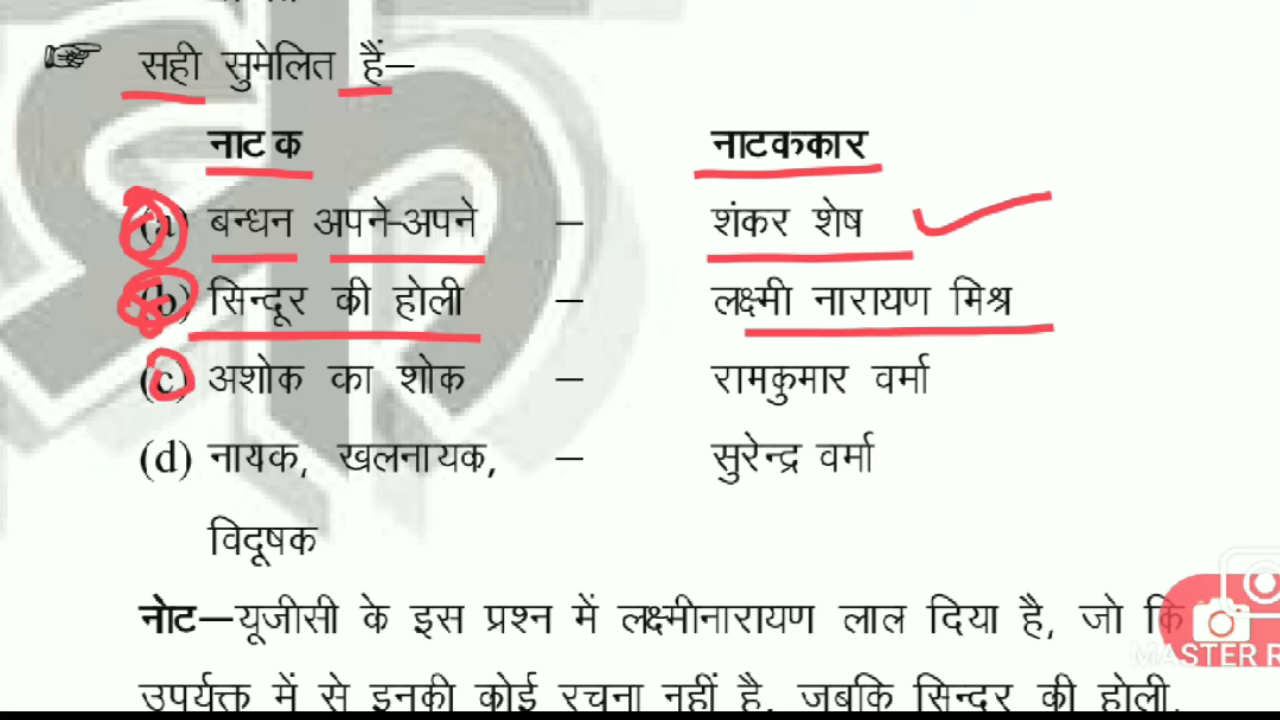 सही सुमेलित हैं–
नाटक नाटककार
(a) बन्धन अपने-अपने – शंकर शेष
(b) सिन्दूर की होली – लक्ष्मी नारायण मिश्र
(c) अशोक का शोक – रामकुमार वर्मा
(d) नायक, खलनायक, – सुरेन्द्र वर्मा
विदूषक
नोट–यूजीसी के इस प्रश्न में लक्ष्मीनारायण लाल दिया है, जो कि
उपर्युक्त में से इनकी कोई रचना नहीं है, जबकि सिन्दूर की होली,
MASTER R